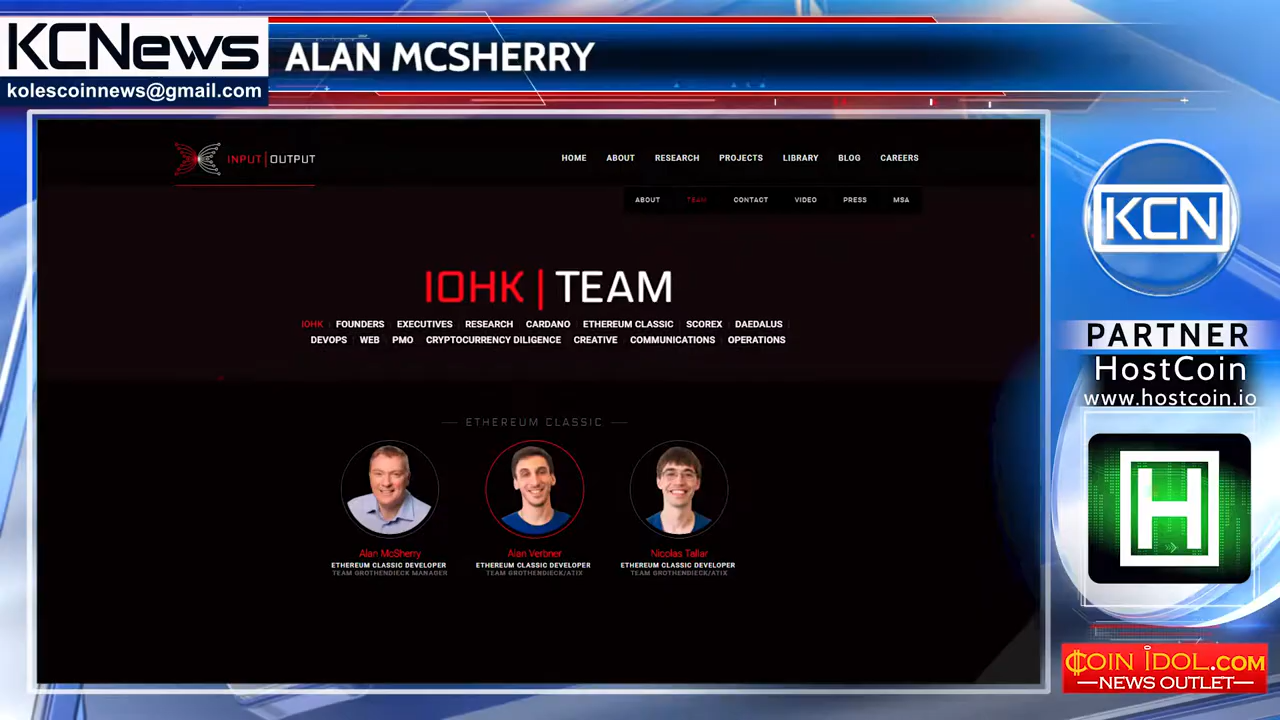 KCNews
kolescoinnews@gmail.com
ALAN MCSHERRY
INPUT|OUTPUT
HOME ABOUT RESEARCH PROJECTS LIBRARY BLOG CAREERS
ABOUT TEAM CONTACT VIDEO PRESS MSA
IOHK | TEAM
IOHK | FOUNDERS | EXECUTIVES | RESEARCH | CARDANO | ETHEREUM CLASSIC | SCOREX | DAEDALUS |
DEVOPS | WEB | PMO | CRYPTOCURRENCY DILIGENCE | CREATIVE | COMMUNICATIONS | OPERATIONS
ETHEREUM CLASSIC
Alan McSherry
ETHEREUM CLASSIC DEVELOPER
TEAM GROTHENDIECK MANAGER
Alan Verbner
ETHEREUM CLASSIC DEVELOPER
TEAM GROTHENDIECK/ATIX
Nicolas Tallar
ETHEREUM CLASSIC DEVELOPER
TEAM GROTHENDIECK/ATIX
KCN
PARTNER
HostCoin
www.hostcoin.io
H
COIN IDOL.COM
—NEWS OUTLET—